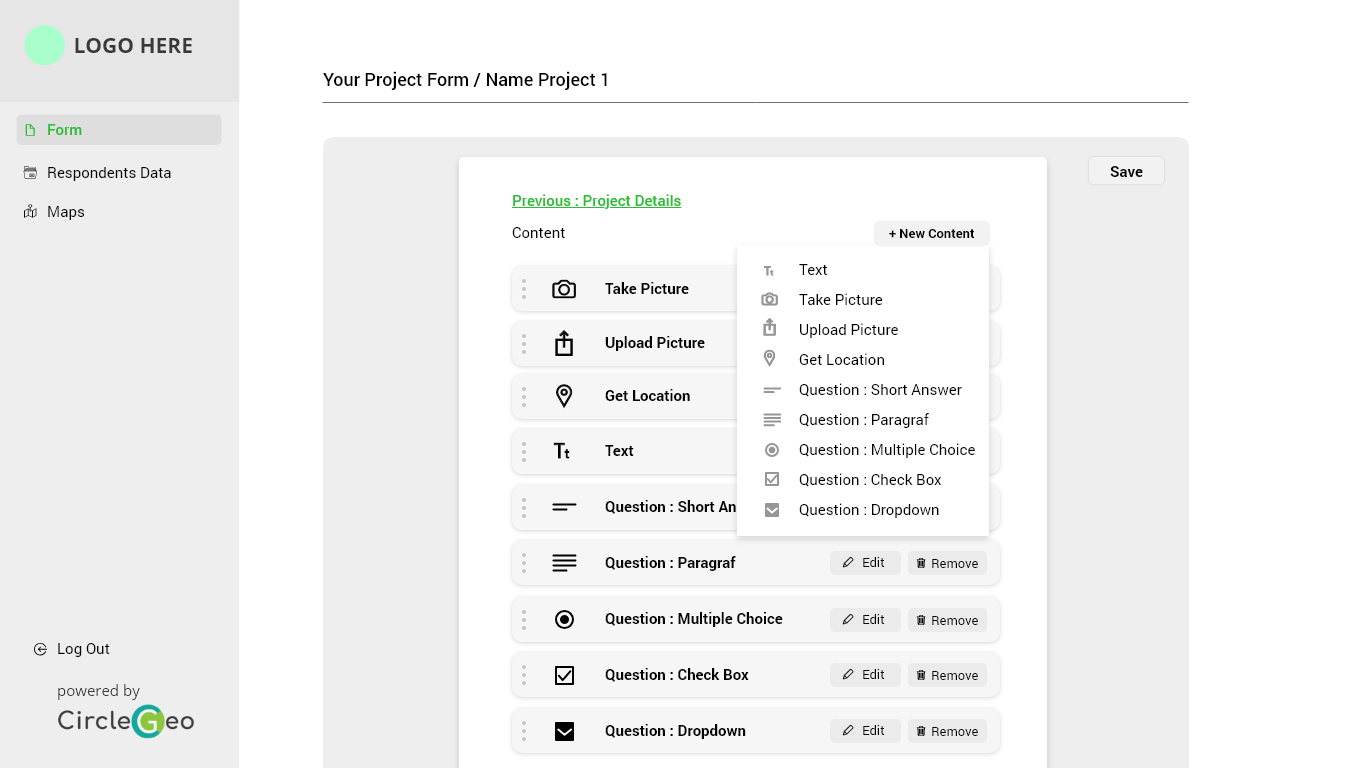 LOGO HERE
Form
Respondents Data
Maps
Log Out
powered by
CircleGeo
Your Project Form / Name Project 1
Save
Previous : Project Details
Content
+ New Content
Text
Take Picture
Upload Picture
Get Location
Question : Short Answer
Question : Paragraf
Question : Multiple Choice
Question : Check Box
Question : Dropdown
Take Picture
Upload Picture
Get Location
Tt Text
Question : Short An
Question : Paragraf Edit Remove
Question : Multiple Choice Edit Remove
Question : Check Box Edit Remove
Question : Dropdown Edit Remove